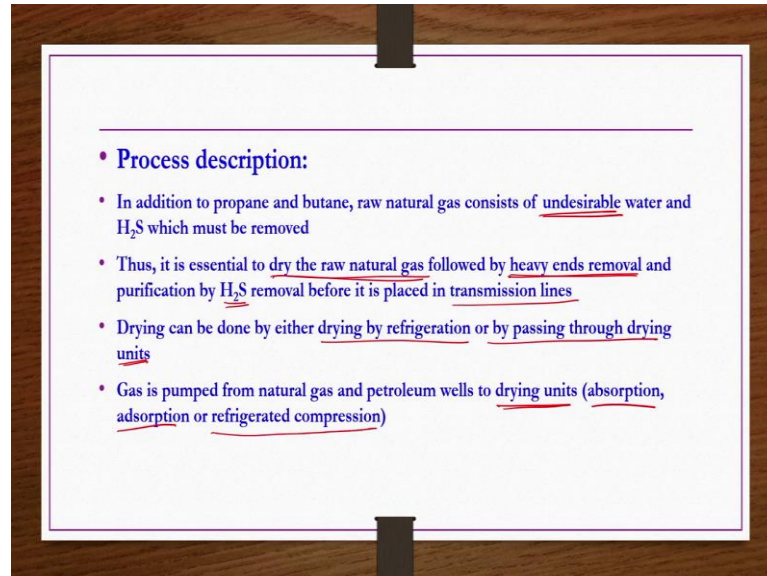 • Process description:
• In addition to propane and butane, raw natural gas consists of undesirable water and
H₂S which must be removed
• Thus, it is essential to dry the raw natural gas followed by heavy ends removal and
purification by H₂S removal before it is placed in transmission lines
• Drying can be done by either drying by refrigeration or by passing through drying
units
• Gas is pumped from natural gas and petroleum wells to drying units (absorption,
adsorption or refrigerated compression)